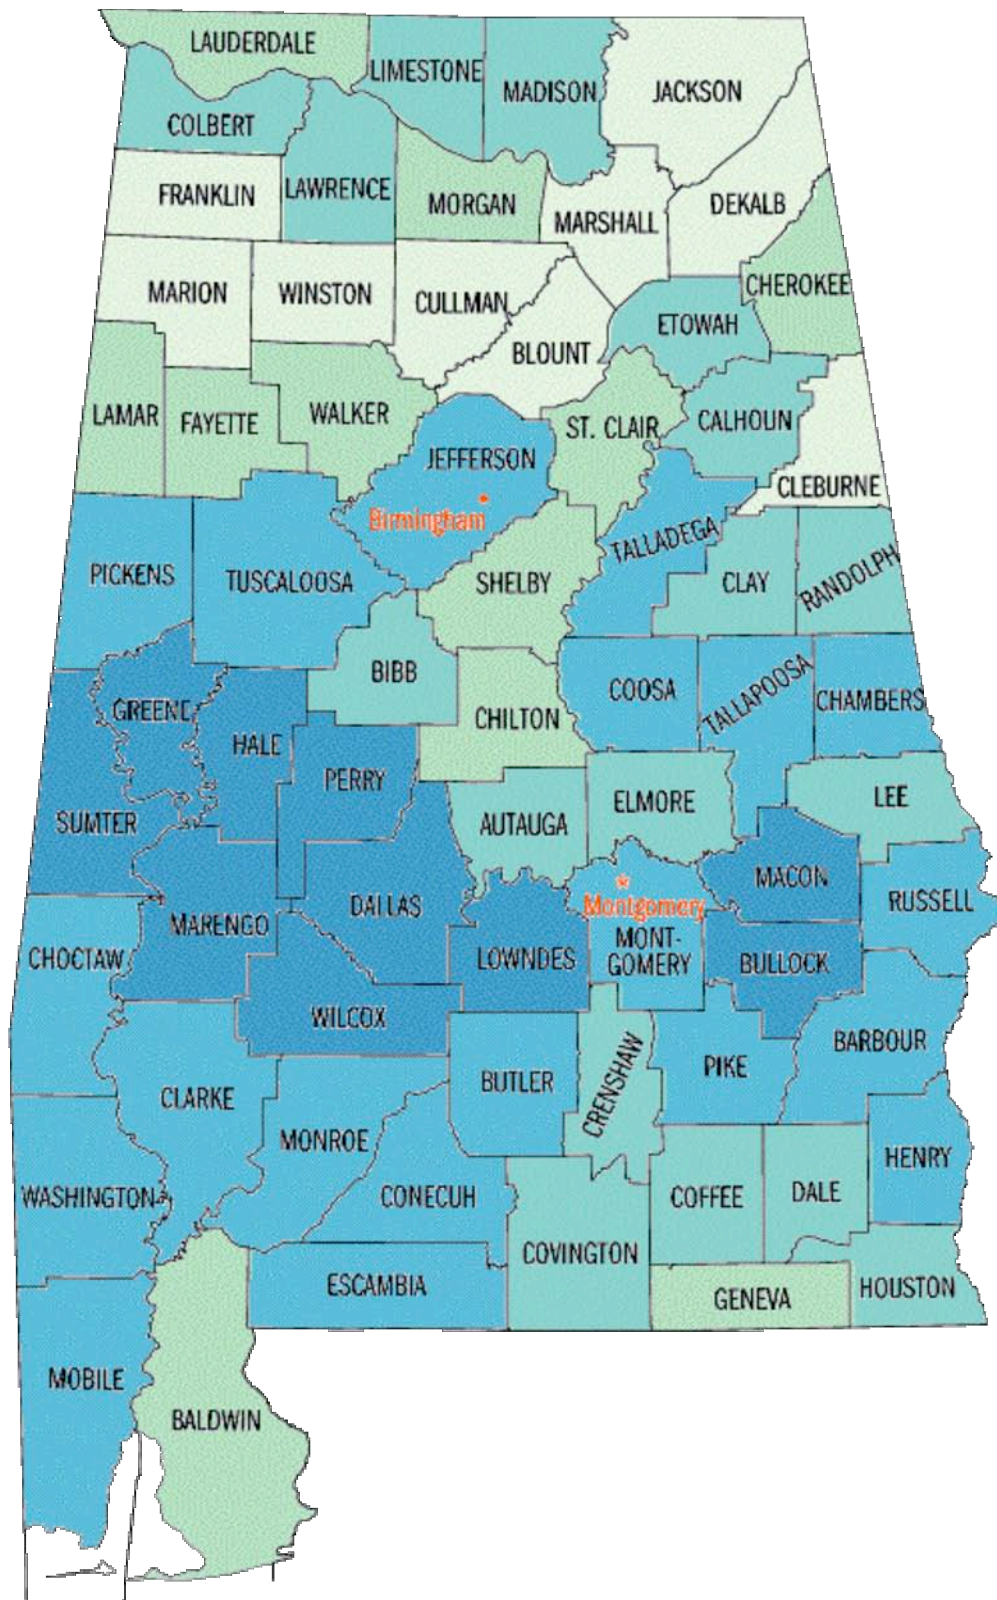 LAUDERDALE
LIMESTONE
MADISON
JACKSON
COLBERT
LAWRENCE
FRANKLIN
MORGAN
MARSHALL
DEKALB
CHEROKEE
MARION
WINSTON
CULLMAN
BLOUNT
ETOWAH
LAMAR
FAYETTE
WALKER
ST. CLAIR
CALHOUN
JEFFERSON
CLEBURNE
Birmingham
TALLADEGA
PICKENS
TUSCALOOSA
SHELBY
CLAY
RANDOLPH
BIBB
COOSA
TALLAPOOSA
CHAMBERS
GREENE
HALE
CHILTON
PERRY
SUMTER
AUTAUGA
ELMORE
LEE
MACON
RUSSELL
DALLAS
Montgomery
MARENGO
CHOCTAW
LOWNDES
MONT-
GOMERY
BULLOCK
WILCOX
BARBOUR
PIKE
BUTLER
CRENSHAW
CLARKE
MONROE
HENRY
WASHINGTON
CONECUH
COFFEE
DALE
COVINGTON
ESCAMBIA
GENEVA
HOUSTON
MOBILE
BALDWIN